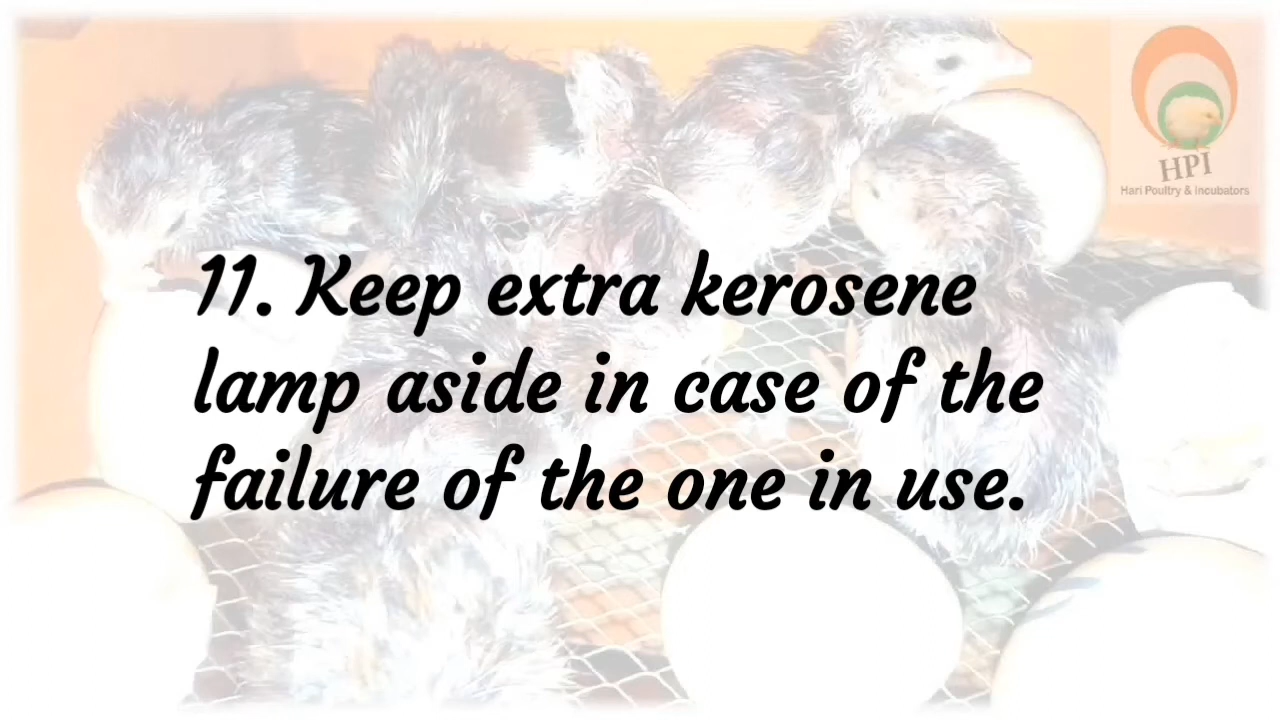 HPI
Hari Poultry & Incubators
11. Keep extra kerosene
lamp aside in case of the
failure of the one in use.